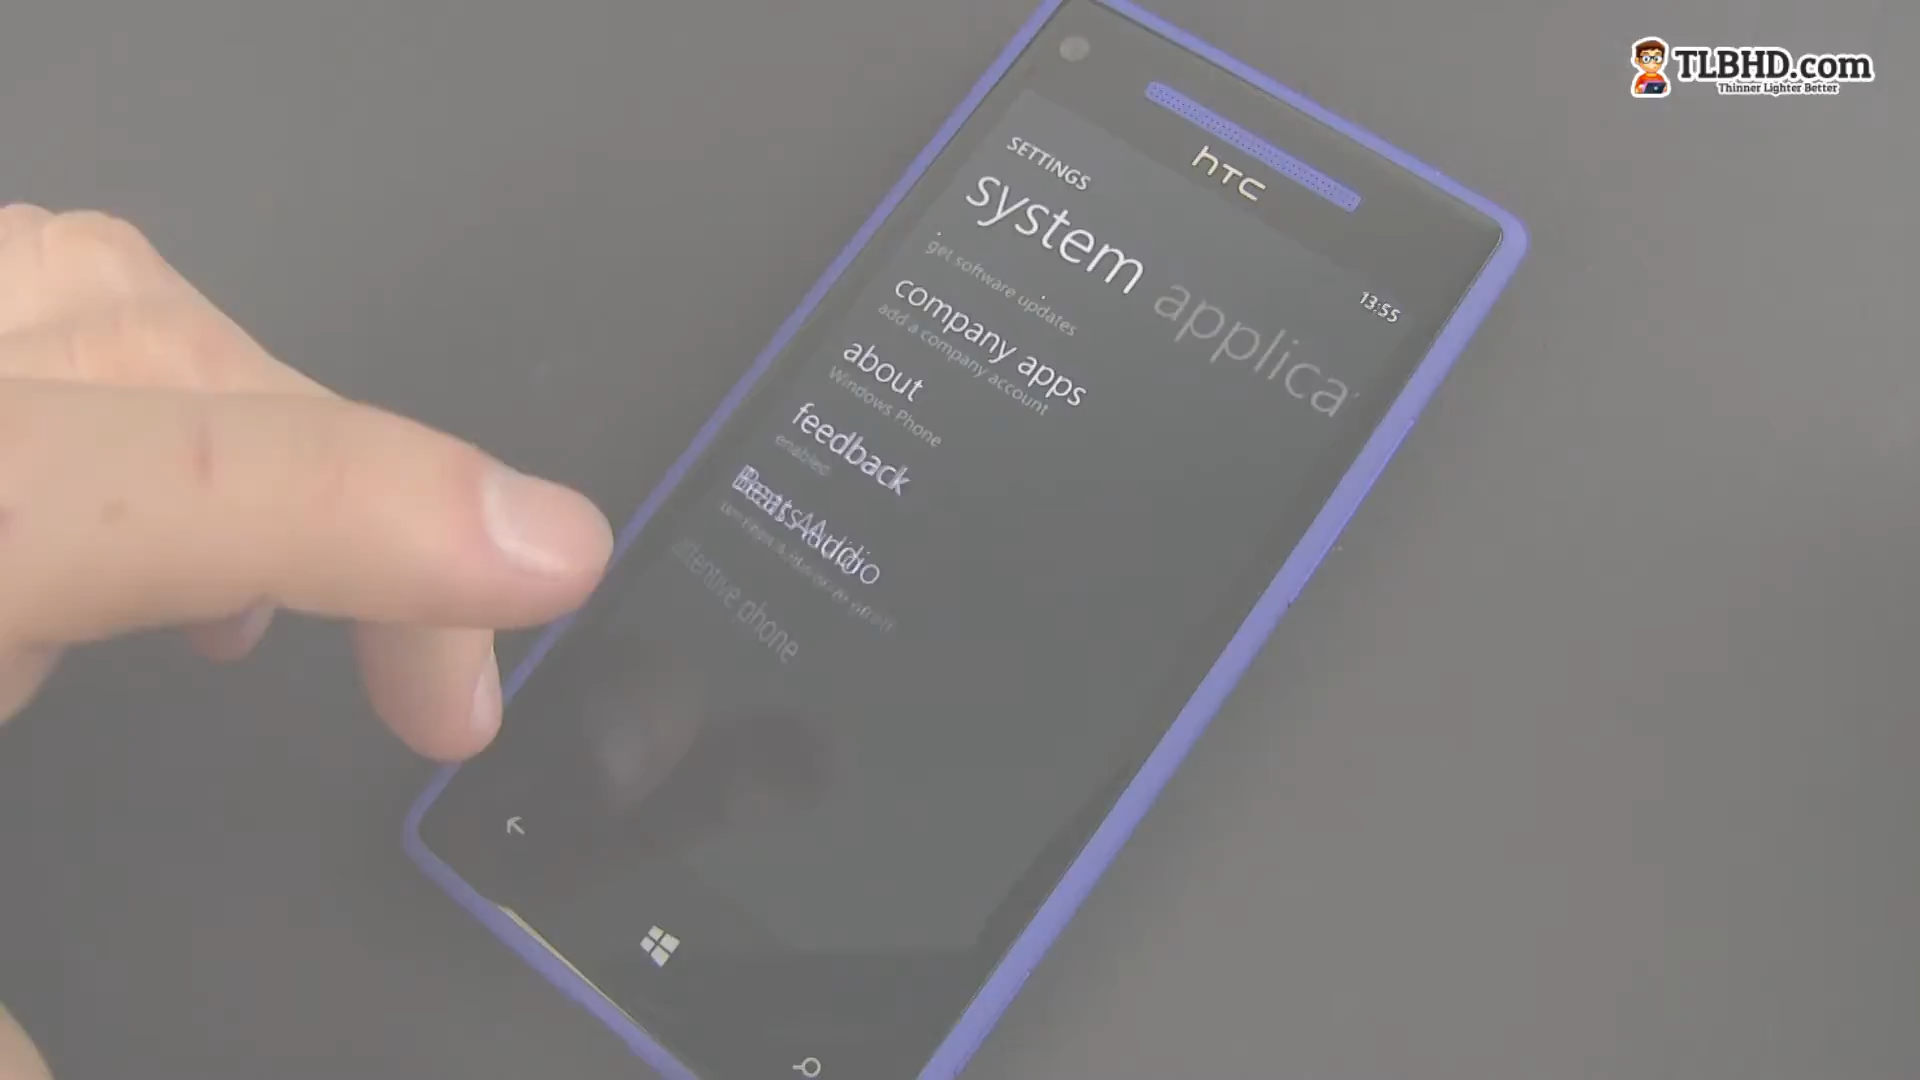 TLBHD.com
Thinner Lighter Better
hTC
13:55
SETTINGS
system applica
get software updates
company apps
add a company account
about
Windows Phone
feedback
enabled
Beats Audio
attentive phone